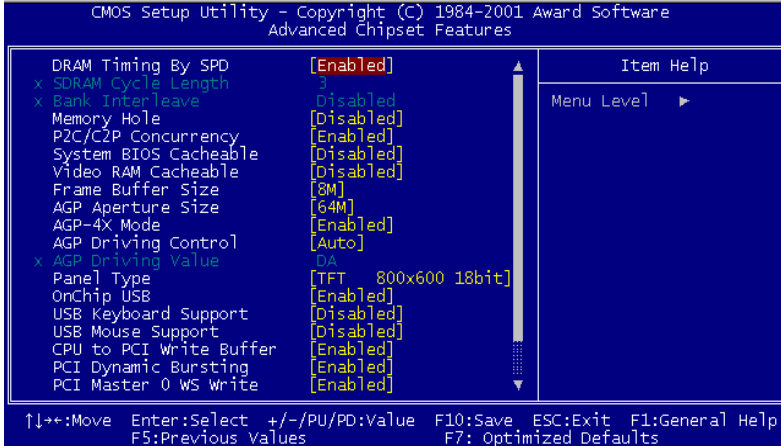 CMOS Setup Utility - Copyright (C) 1984-2001 Award Software
Advanced Chipset Features
DRAM Timing By SPD [Enabled]
x SDRAM Cycle Length 3
x Bank Interleave Disabled
Memory Hole [Disabled]
P2C/C2P Concurrency [Enabled]
System BIOS Cacheable [Disabled]
Video RAM Cacheable [Disabled]
Frame Buffer Size [8M]
AGP Aperture Size [64M]
AGP-4X Mode [Enabled]
AGP Driving Control [Auto]
x AGP Driving Value DA
Panel Type [TFT 800x600 18bit]
OnChip USB [Enabled]
USB Keyboard Support [Disabled]
USB Mouse Support [Disabled]
CPU to PCI Write Buffer [Enabled]
PCI Dynamic Bursting [Enabled]
PCI Master 0 WS Write [Enabled]
Item Help
Menu Level ►
↑↓→←:Move Enter:Select +/-/PU/PD:Value F10:Save ESC:Exit F1:General Help
F5:Previous Values F7: Optimized Defaults